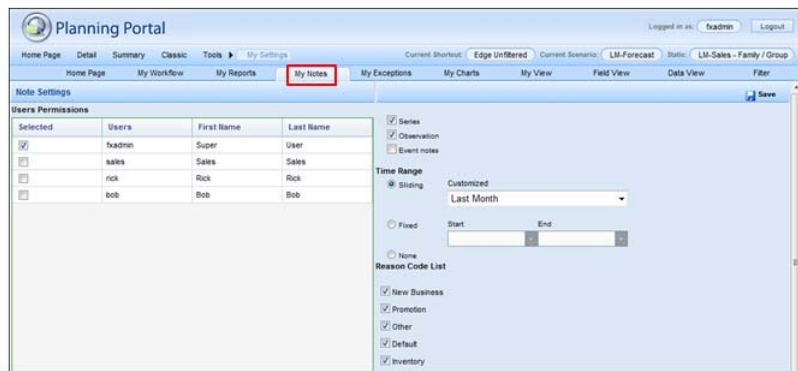 Planning Portal
Logged in as: fxadmin Logout
Home Page Detail Summary Classic Tools My Settings Current Shortcut: Edge Unfiltered Current Scenario: LM-Forecast Static: LM-Sales - Family / Group
Home Page My Workflow My Reports My Notes My Exceptions My Charts My View Field View Data View Filter
Note Settings Save
Users Permissions
Selected Users First Name Last Name
fxadmin Super User
sales Sales Sales
rick Rick Rick
bob Bob Bob
Series
Observation
Event notes
Time Range
Sliding Customized
Last Month
Fixed Start End
None
Reason Code List
New Business
Promotion
Other
Default
Inventory